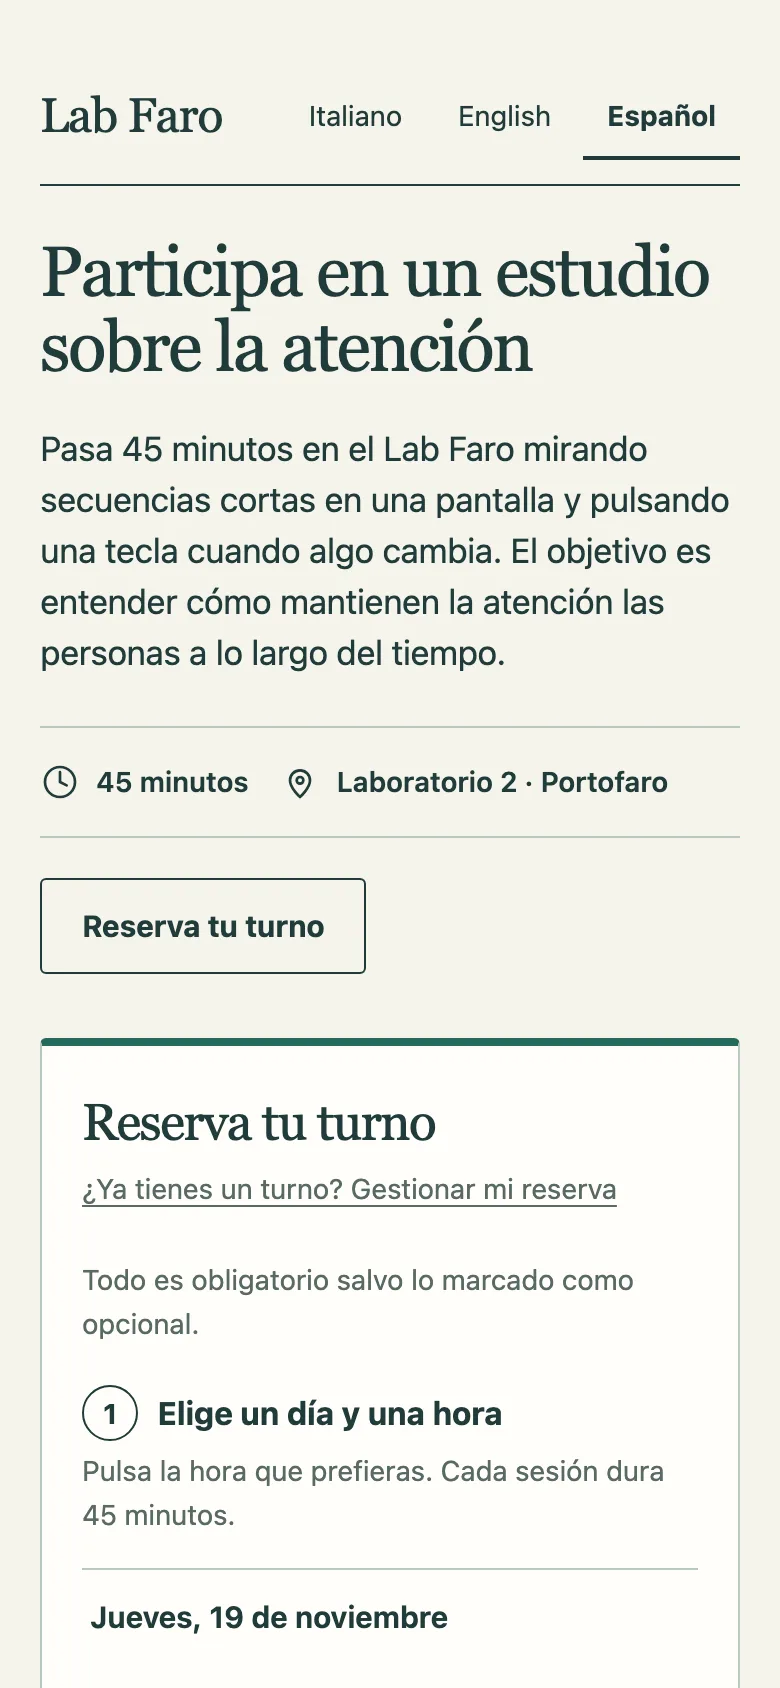 Lab Faro
Italiano
English
Español
Participa en un estudio
sobre la atención
Pasa 45 minutos en el Lab Faro mirando
secuencias cortas en una pantalla y pulsando
una tecla cuando algo cambia. El objetivo es
entender cómo mantienen la atención las
personas a lo largo del tiempo.
45 minutos
Laboratorio 2 · Portofaro
Reserva tu turno
Reserva tu turno
¿Ya tienes un turno? Gestionar mi reserva
Todo es obligatorio salvo lo marcado como
opcional.
1 Elige un día y una hora
Pulsa la hora que prefieras. Cada sesión dura
45 minutos.
Jueves, 19 de noviembre